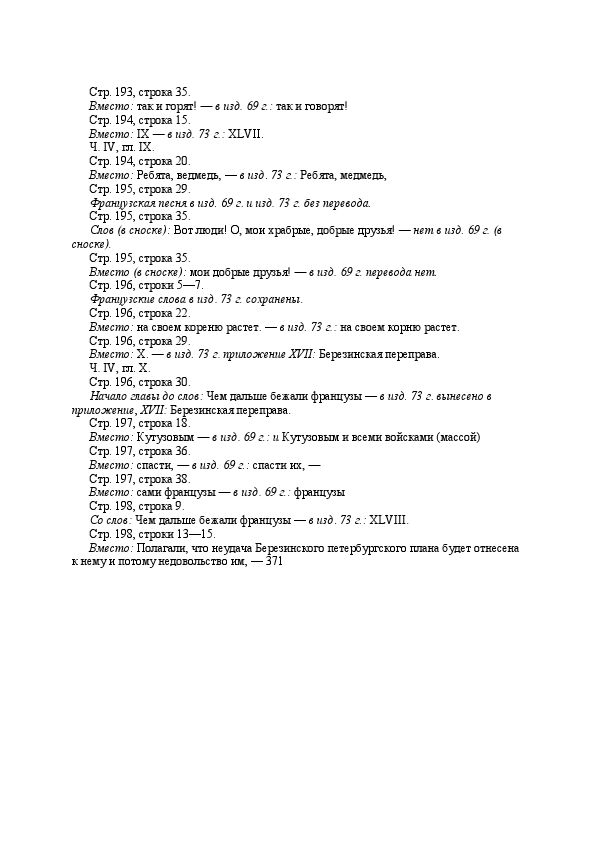 Стр. 193, строка 35.
Вместо: так и горят! — в изд. 69 г.: так и говорят!
Стр. 194, строка 15.
Вместо: IX — в изд. 73 г.: XLVII.
Ч. IV, гл. IX.
Стр. 194, строка 20.
Вместо: Ребята, ведмедь, — в изд. 73 г.: Ребята, медмедь,
Стр. 195, строка 29.
Французская песня в изд. 69 г. и изд. 73 г. без перевода.
Стр. 195, строка 35.
Слов (в сноске): Вот люди! О, мои храбрые, добрые друзья! — нет в изд. 69 г. (в
сноске).
Стр. 195, строка 35.
Вместо (в сноске): мои добрые друзья! — в изд. 69 г. перевода нет.
Стр. 196, строки 5—7.
Французские слова в изд. 73 г. сохранены.
Стр. 196, строка 22.
Вместо: на своем кореню растет. — в изд. 73 г.: на своем корню растет.
Стр. 196, строка 29.
Вместо: X. — в изд. 73 г. приложение XVII: Березинская переправа.
Ч. IV, гл. X.
Стр. 196, строка 30.
Начало главы до слов: Чем дальше бежали французы — в изд. 73 г. вынесено в
приложение, XVII: Березинская переправа.
Стр. 197, строка 18.
Вместо: Кутузовым — в изд. 69 г.: и Кутузовым и всеми войсками (массой)
Стр. 197, строка 36.
Вместо: спасти, — в изд. 69 г.: спасти их, —
Стр. 197, строка 38.
Вместо: сами французы — в изд. 69 г.: французы
Стр. 198, строка 9.
Со слов: Чем дальше бежали французы — в изд. 73 г.: XLVIII.
Стр. 198, строки 13—15.
Вместо: Полагали, что неудача Березинского петербургского плана будет отнесена
к нему и потому недовольство им, — 371